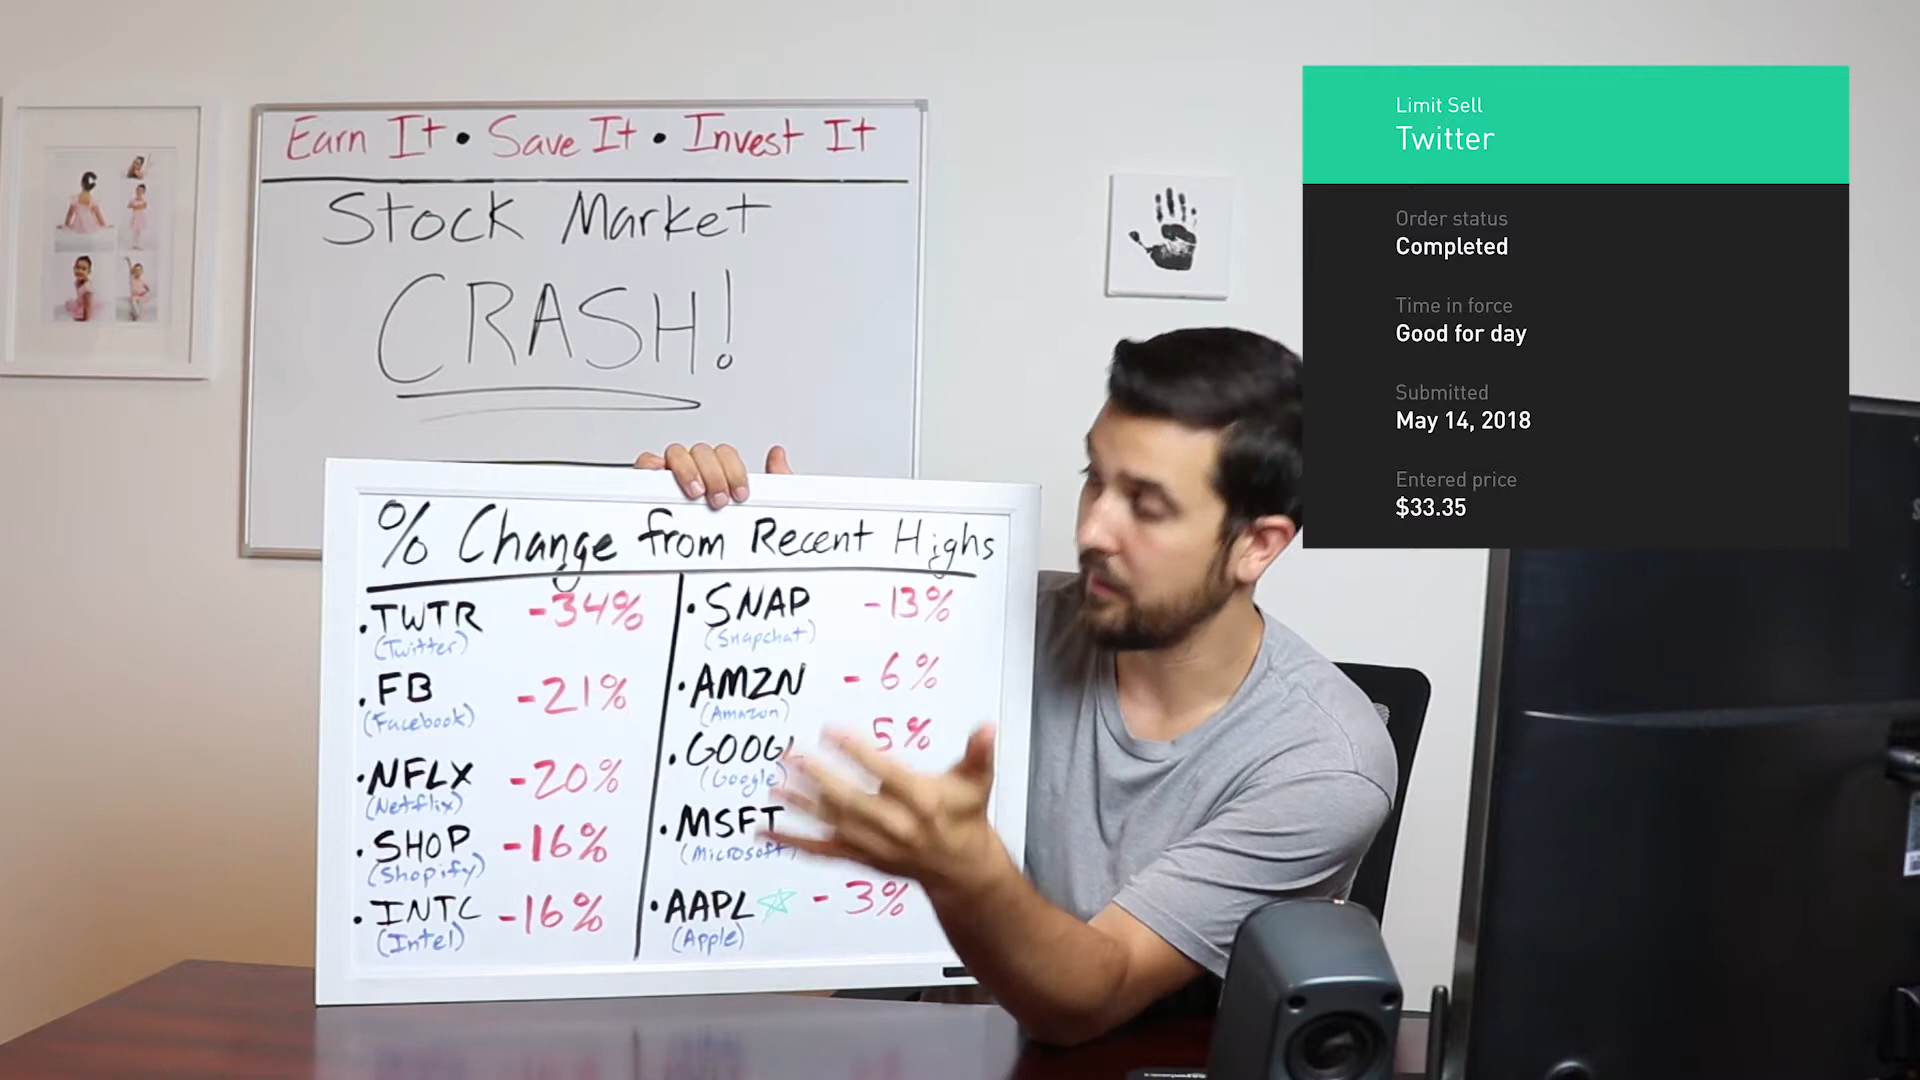 Earn It • Save It • Invest It
Stock Market
CRASH!
% Change from Recent Highs
• TWTR -34%
(Twitter)
• FB -21%
(Facebook)
• NFLX -20%
(Netflix)
• SHOP -16%
(Shopify)
• INTC -16%
(Intel)
• SNAP -13%
(Snapchat)
• AMZN - 6%
(Amazon)
• GOOGL 5%
(Google)
• MSFT
(Microsoft)
• AAPL ☆ - 3%
(Apple)
Limit Sell
Twitter
Order status
Completed
Time in force
Good for day
Submitted
May 14, 2018
Entered price
$33.35